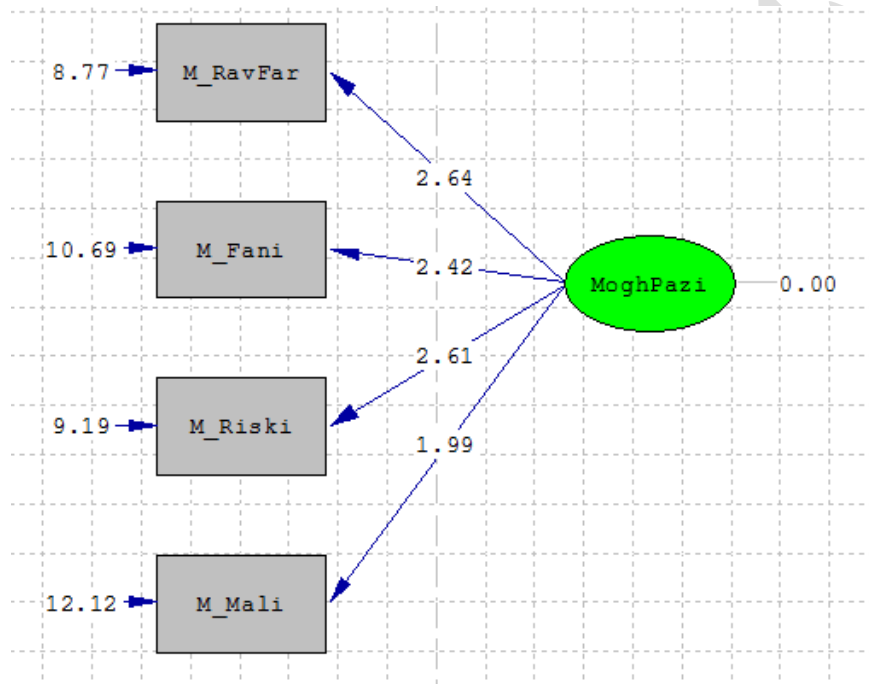 8.77
M_RavFar
2.64
10.69
M_Fani
2.42
MoghPazi
0.00
2.61
9.19
M_Riski
1.99
12.12
M_Mali